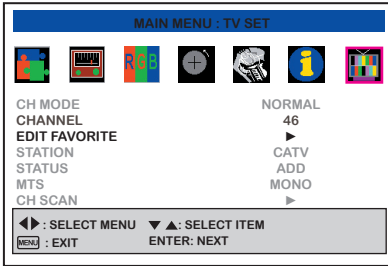 MAIN MENU : TV SET
RGB
i
CH MODE NORMAL
CHANNEL 46
EDIT FAVORITE ►
STATION CATV
STATUS ADD
MTS MONO
CH SCAN ►
◄► : SELECT MENU ▼ ▲: SELECT ITEM
MENU : EXIT ENTER: NEXT